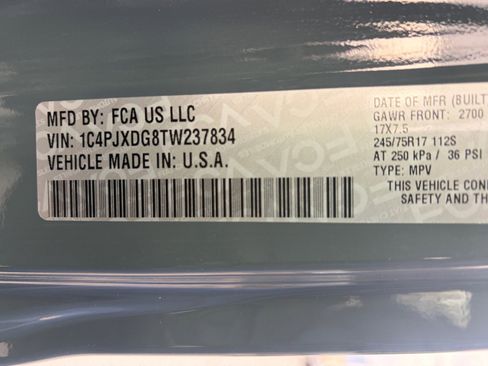 MFD BY: FCA US LLC
VIN: 1C4PJXDG8TW237834
VEHICLE MADE IN: U.S.A.
DATE OF MFR (BUILT)
GAWR FRONT: 2700
17X7.5
245/75R17 112S
AT 250 kPa / 36 PSI
TYPE: MPV
THIS VEHICLE CON
SAFETY AND TH